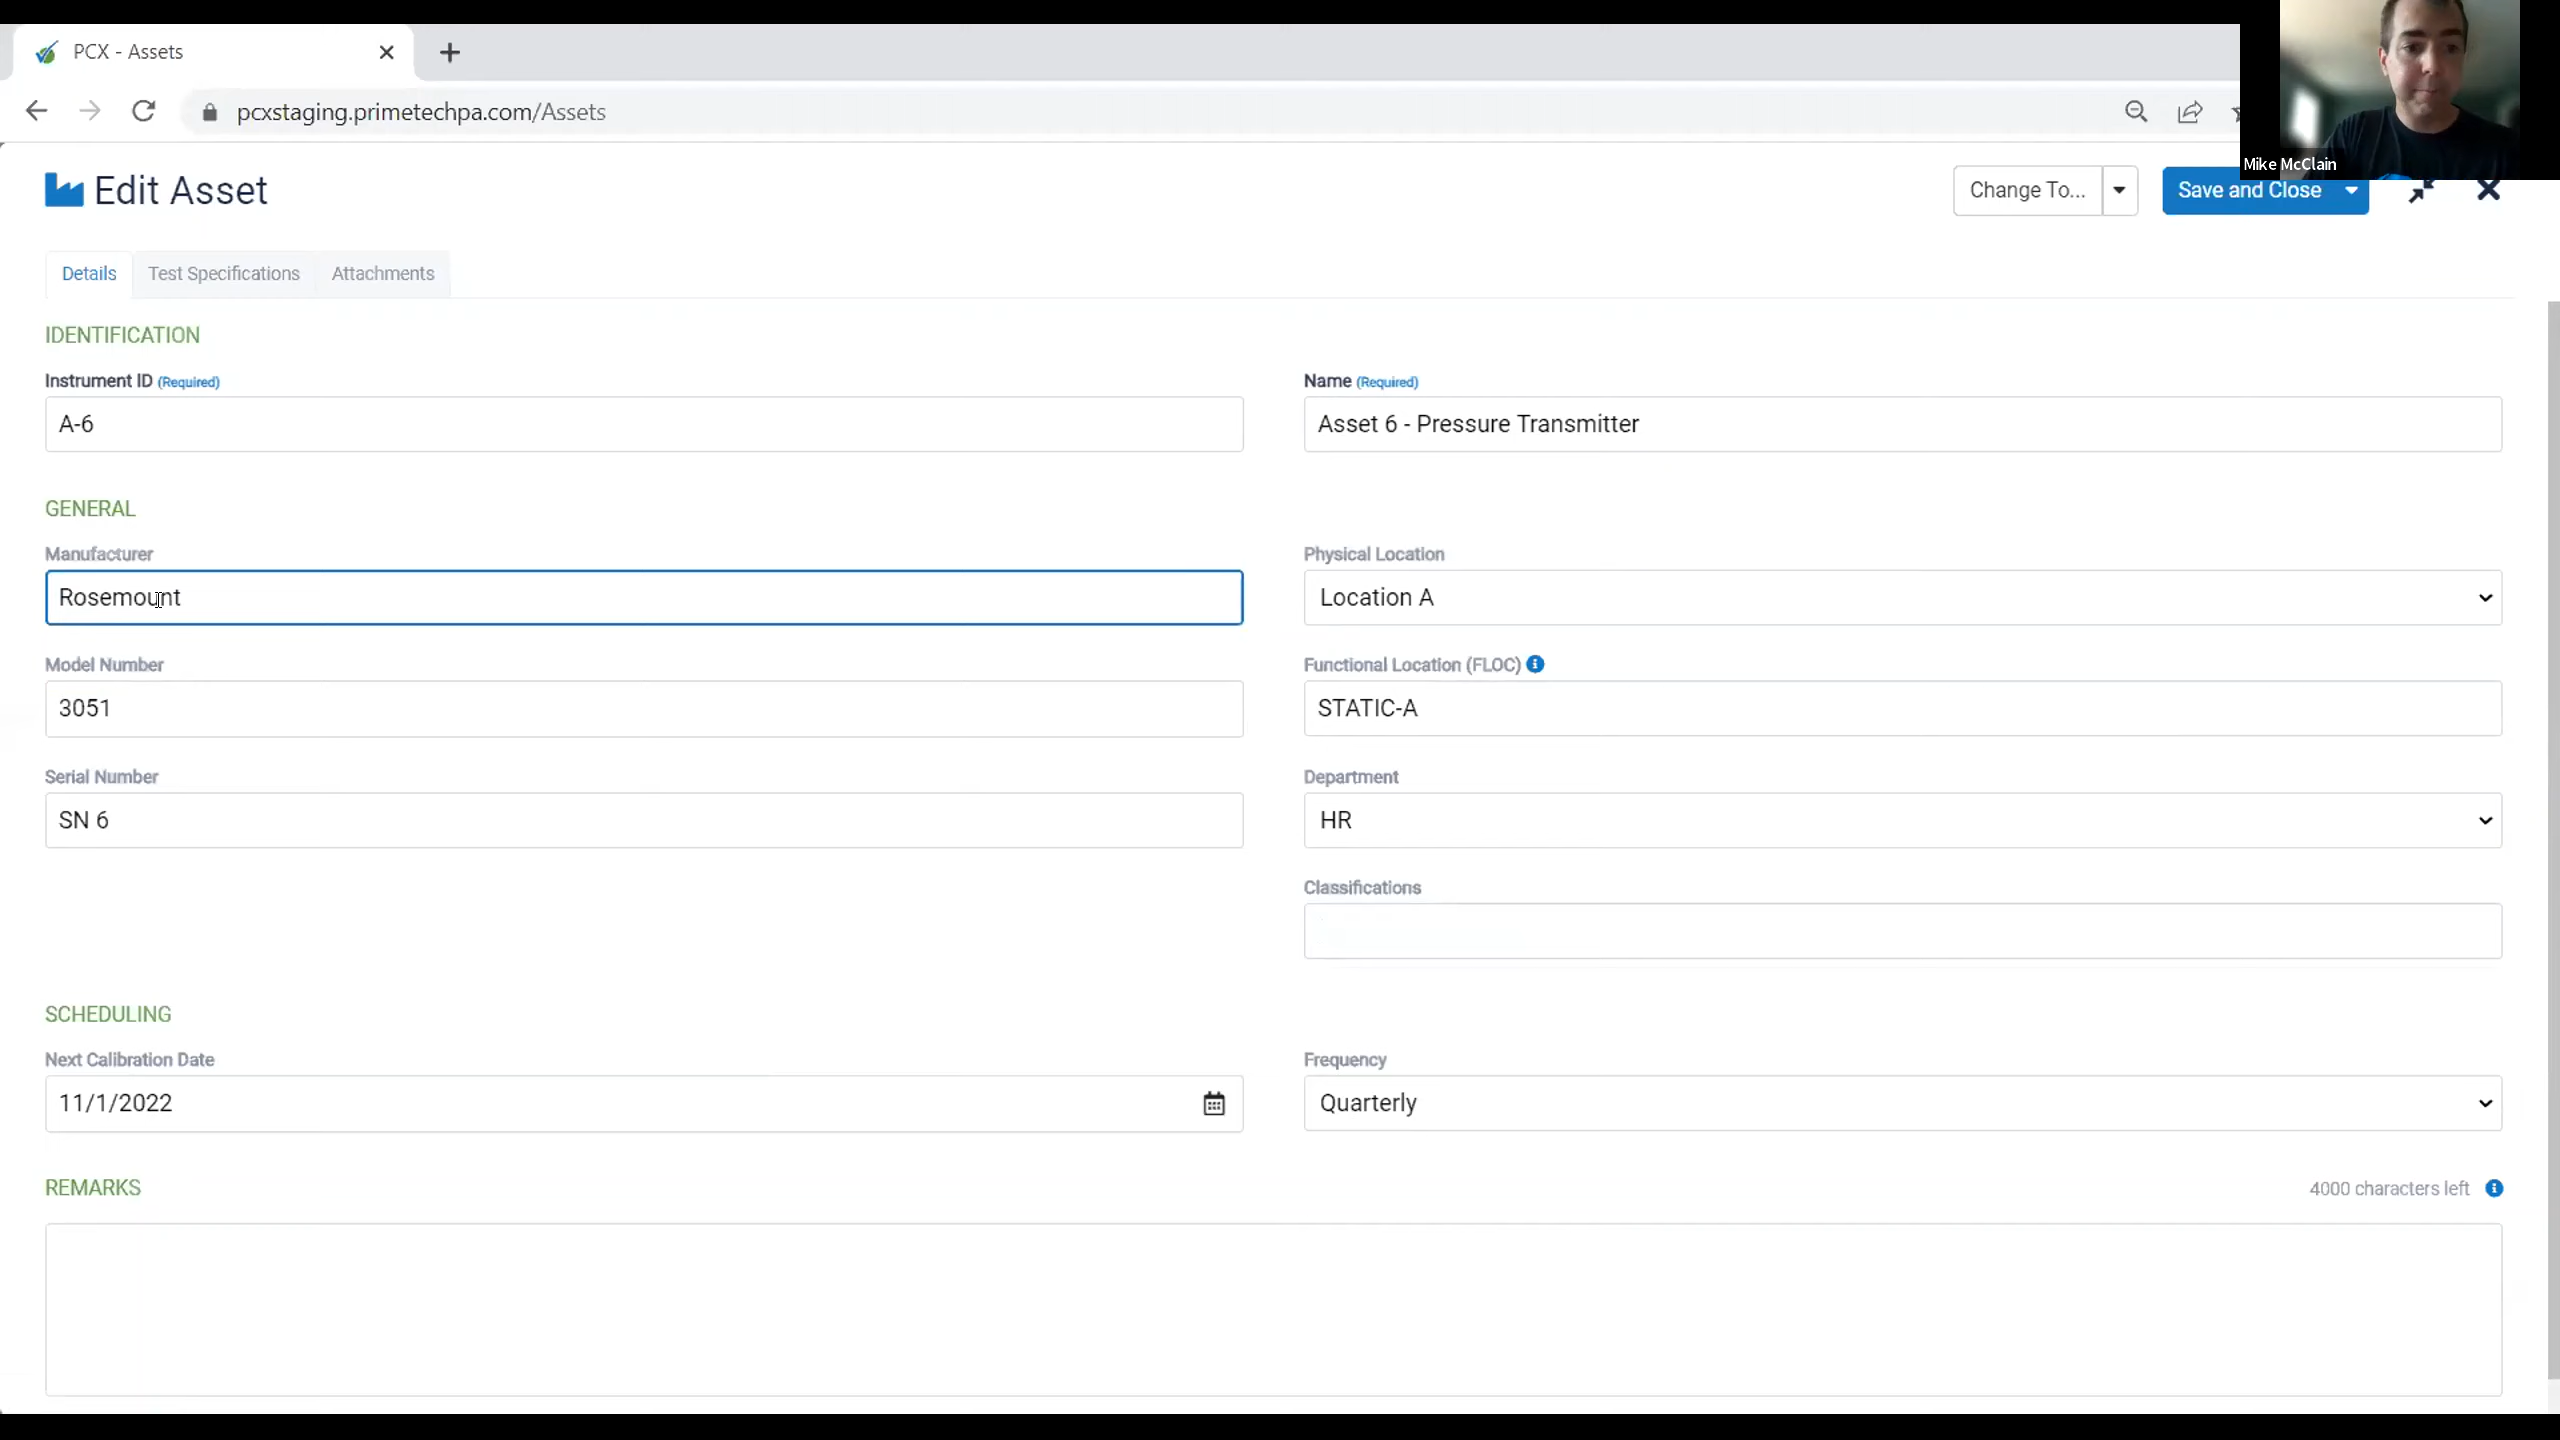 PCX - Assets
pcxstaging.primetechpa.com/Assets
Mike McClain
Edit Asset
Change To...
Save and Close
Details
Test Specifications
Attachments
IDENTIFICATION
Instrument ID (Required)
Name (Required)
A-6
Asset 6 - Pressure Transmitter
GENERAL
Manufacturer
Physical Location
Rosemount
Location A
Model Number
Functional Location (FLOC)
3051
STATIC-A
Serial Number
Department
SN 6
HR
Classifications
SCHEDULING
Next Calibration Date
Frequency
11/1/2022
Quarterly
REMARKS
4000 characters left